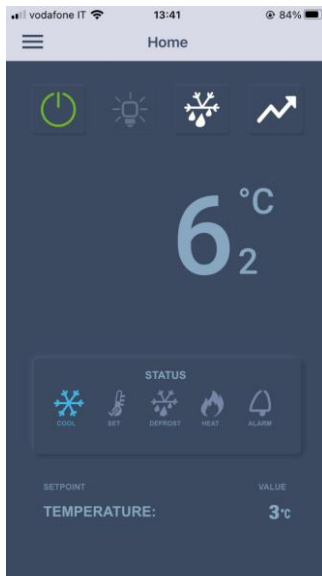 vodafone IT 13:41 84%
Home
6 °C
2
STATUS
COOL SET DEFROST HEAT ALARM
SETPOINT VALUE
TEMPERATURE: 3°C